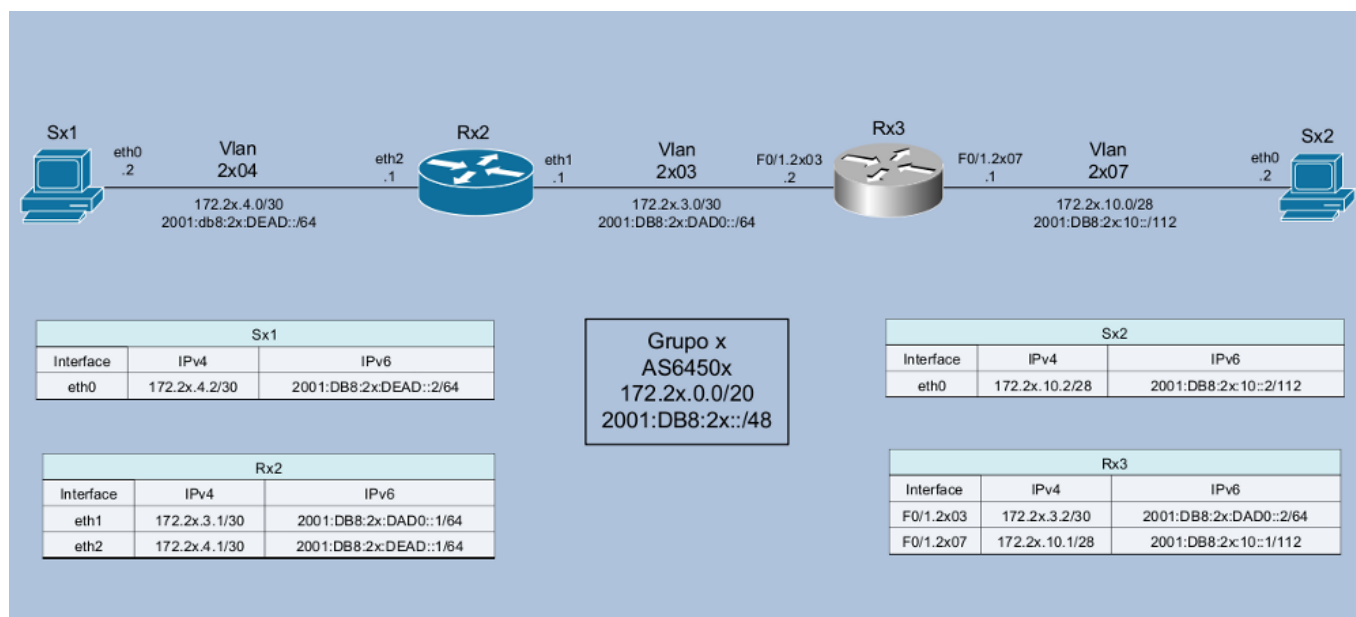 Sx1
eth0
.2
Vlan
2x04
172.2x.4.0/30
2001:db8:2x:DEAD::/64
eth2
.1
Rx2
eth1
.1
Vlan
2x03
172.2x.3.0/30
2001:DB8:2x:DAD0::/64
F0/1.2x03
.2
Rx3
F0/1.2x07
.1
Vlan
2x07
172.2x.10.0/28
2001:DB8:2x:10::/112
eth0
.2
Sx2
Sx1
Interface IPv4 IPv6
eth0 172.2x.4.2/30 2001:DB8:2x:DEAD::2/64
Grupo x
AS6450x
172.2x.0.0/20
2001:DB8:2x::/48
Sx2
Interface IPv4 IPv6
eth0 172.2x.10.2/28 2001:DB8:2x:10::2/112
Rx2
Interface IPv4 IPv6
eth1 172.2x.3.1/30 2001:DB8:2x:DAD0::1/64
eth2 172.2x.4.1/30 2001:DB8:2x:DEAD::1/64
Rx3
Interface IPv4 IPv6
F0/1.2x03 172.2x.3.2/30 2001:DB8:2x:DAD0::2/64
F0/1.2x07 172.2x.10.1/28 2001:DB8:2x:10::1/112